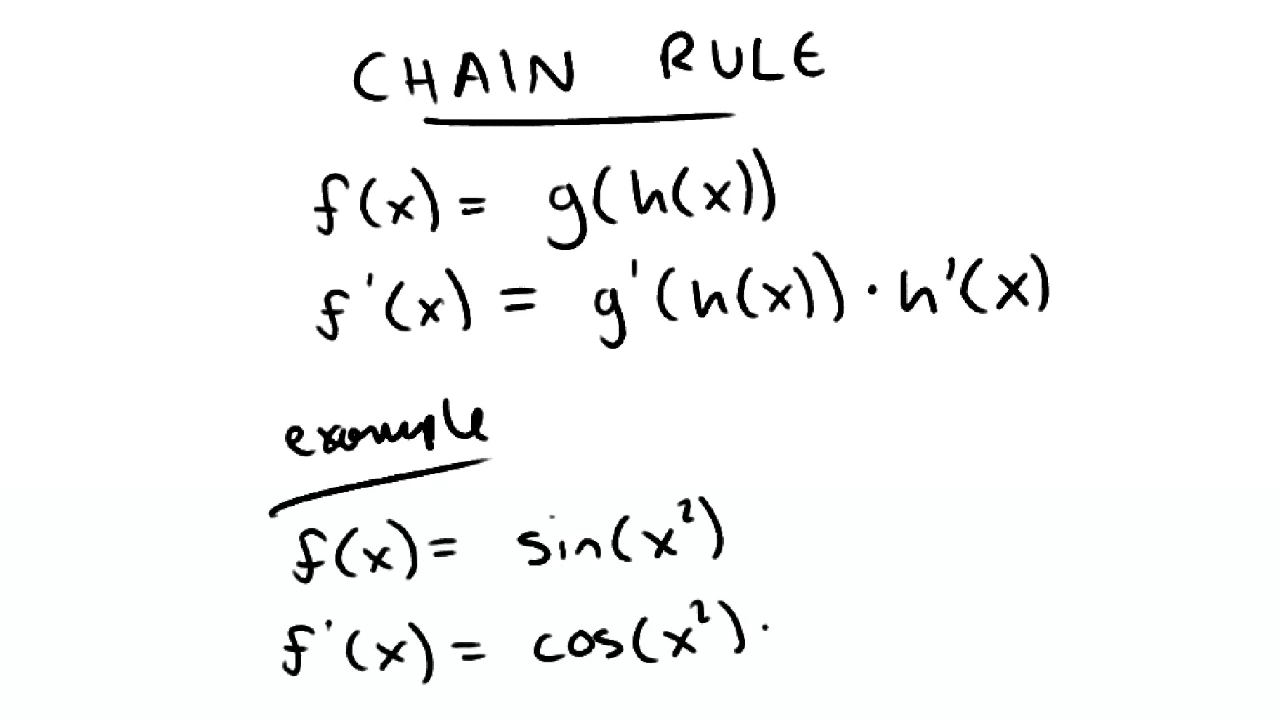 CHAIN RULE
f(x) = g(h(x))
f'(x) = g'(h(x)) · h'(x)
example
f(x) = sin(x²)
f'(x) = cos(x²) ·